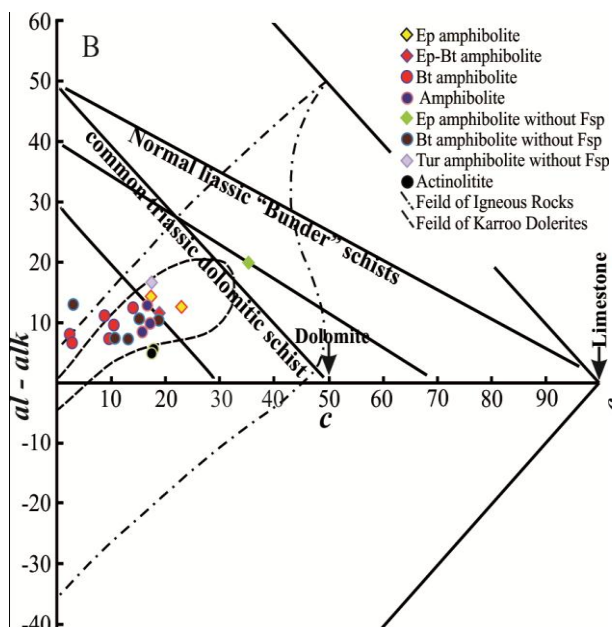 B
60
50
40
30
20
10
0
-10
-20
-30
-40
al - alk
Ep amphibolite
Ep-Bt amphibolite
Bt amphibolite
Amphibolite
Ep amphibolite without Fsp
Bt amphibolite without Fsp
Tur amphibolite without Fsp
Actinolitite
Feild of Igneous Rocks
Feild of Karroo Dolerites
Normal liassic “Bunder” schists
common triassic dolomitic schist
Dolomite
Limestone
10 20 30 40 50 60 70 80 90
c